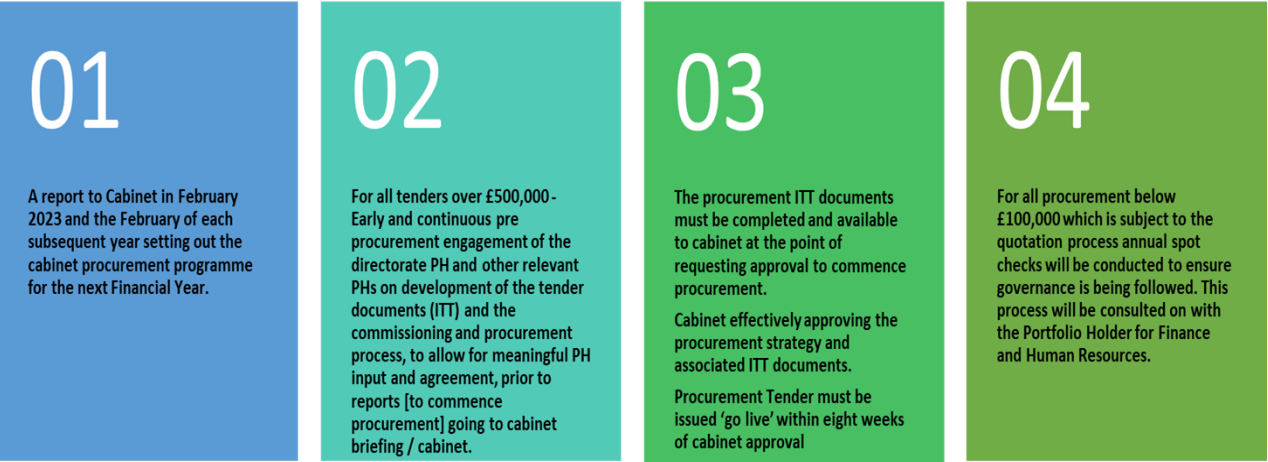 01
A report to Cabinet in February
2023 and the February of each
subsequent year setting out the
cabinet procurement programme
for the next Financial Year.
02
For all tenders over £500,000 -
Early and continuous pre
procurement engagement of the
directorate PH and other relevant
PHs on development of the tender
documents (ITT) and the
commissioning and procurement
process, to allow for meaningful PH
input and agreement, prior to
reports [to commence
procurement] going to cabinet
briefing / cabinet.
03
The procurement ITT documents
must be completed and available
to cabinet at the point of
requesting approval to commence
procurement.
Cabinet effectively approving the
procurement strategy and
associated ITT documents.
Procurement Tender must be
issued ‘go live’ within eight weeks
of cabinet approval
04
For all procurement below
£100,000 which is subject to the
quotation process annual spot
checks will be conducted to ensure
governance is being followed. This
process will be consulted on with
the Portfolio Holder for Finance
and Human Resources.